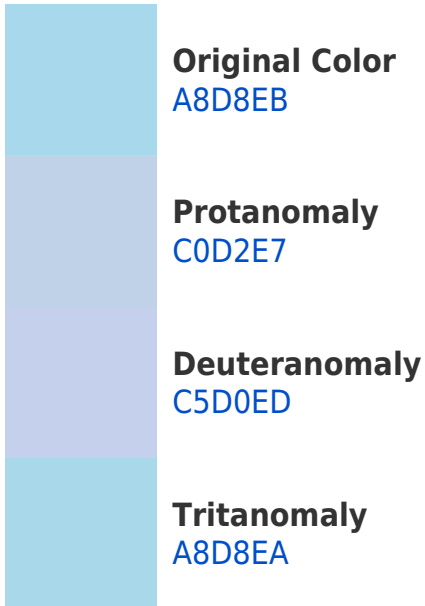 Original Color
A8D8EB
Protanomaly
C0D2E7
Deuteranomaly
C5D0ED
Tritanomaly
A8D8EA